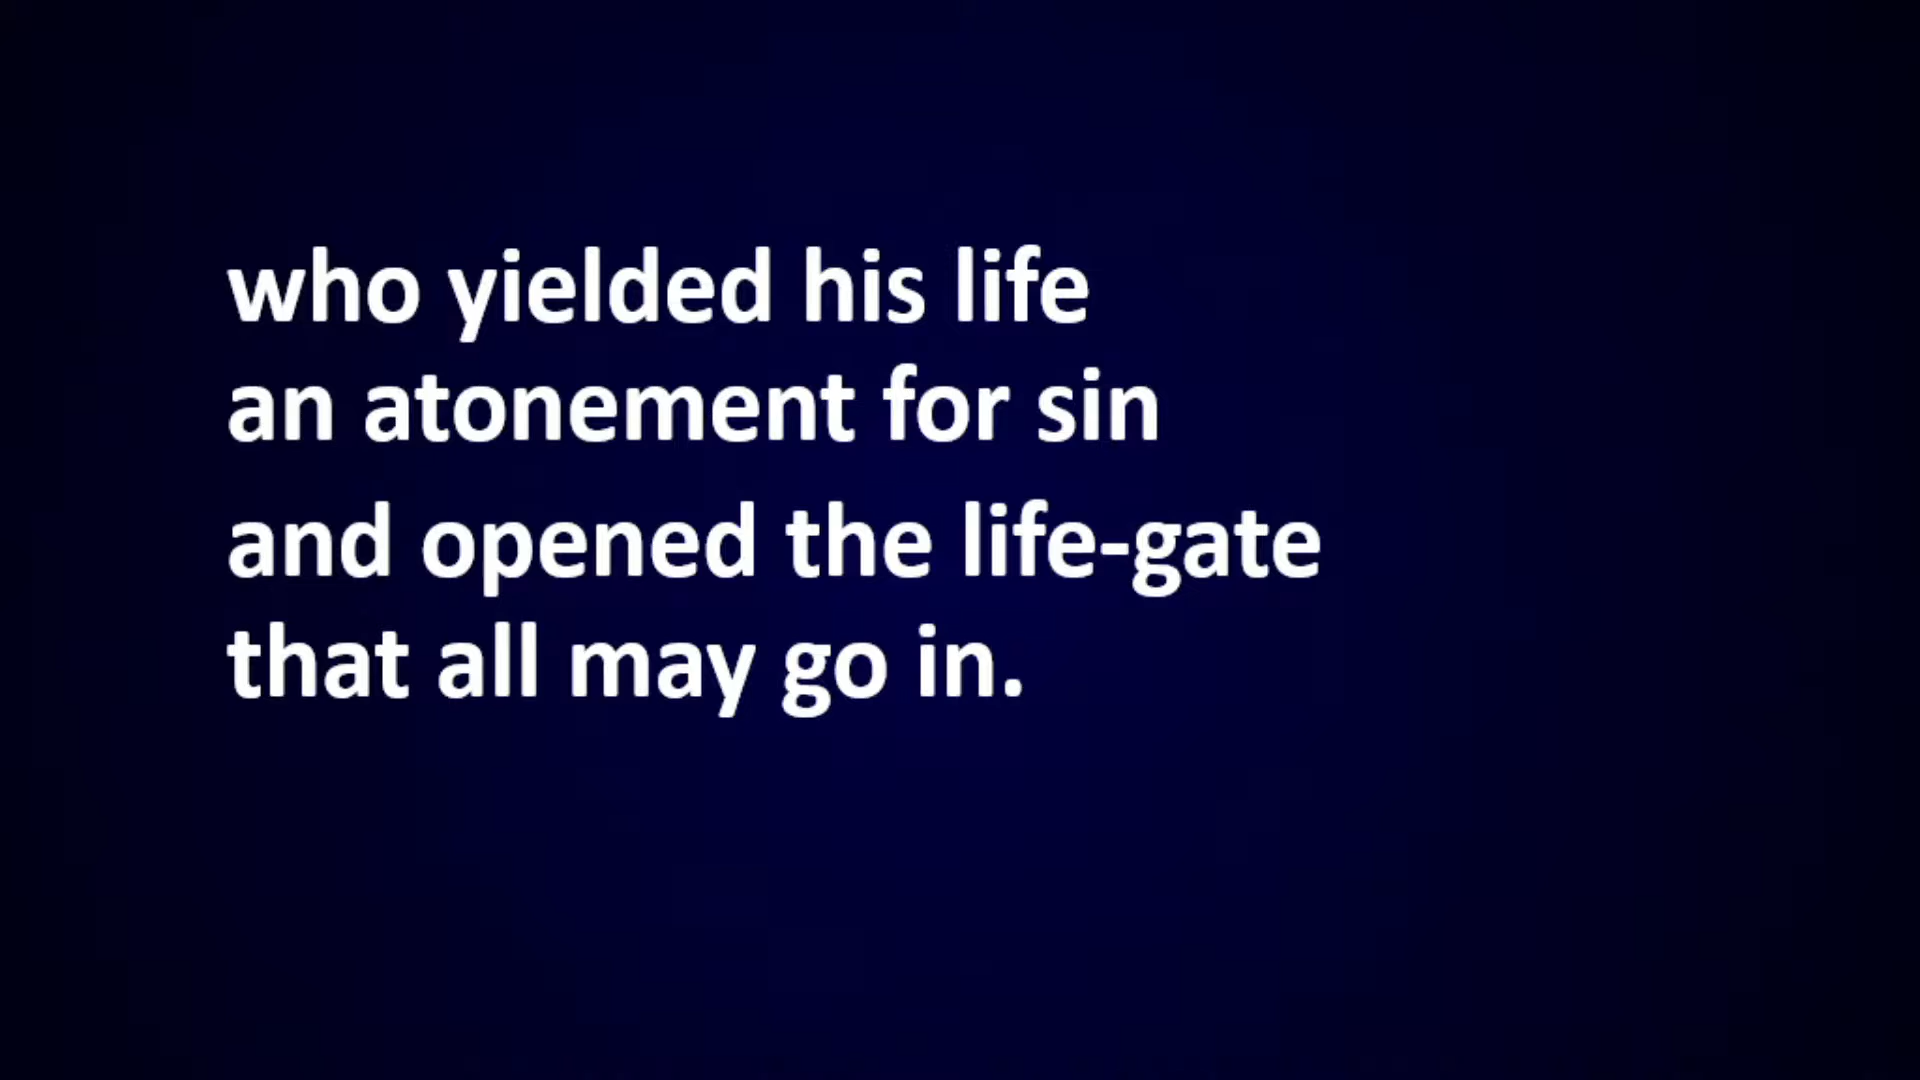 who yielded his life
an atonement for sin
and opened the life-gate
that all may go in.